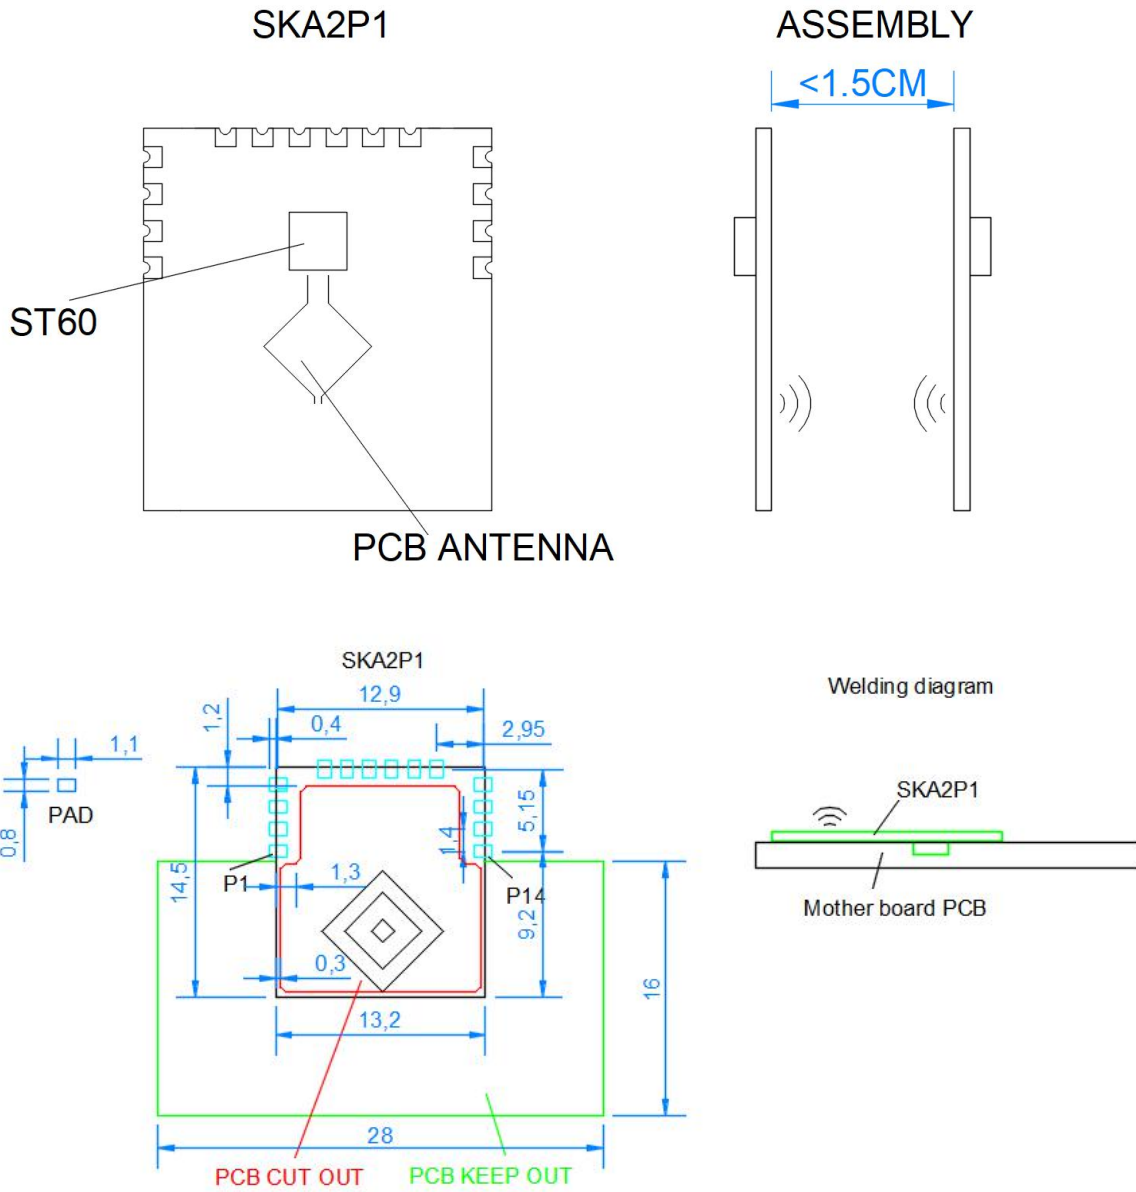 SKA2P1
ASSEMBLY
<1.5CM
ST60
PCB ANTENNA
SKA2P1
12,9
1,2
0,4
2,95
1,1
PAD
0,8
5,15
1,4
P1
1,3
14,5
P14
9,2
0,3
13,2
16
28
PCB CUT OUT
PCB KEEP OUT
Welding diagram
SKA2P1
Mother board PCB